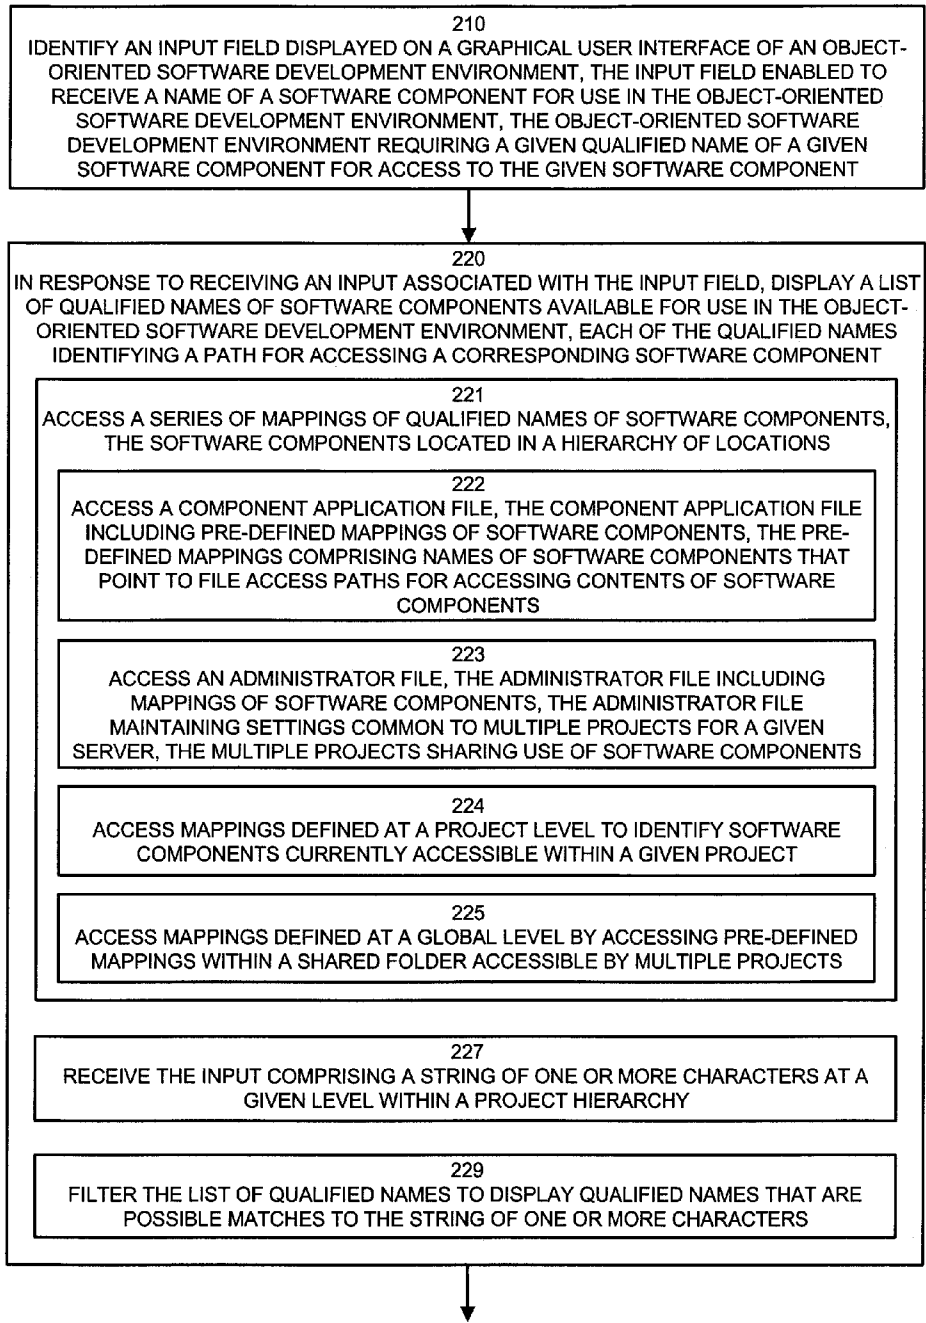 210
IDENTIFY AN INPUT FIELD DISPLAYED ON A GRAPHICAL USER INTERFACE OF AN OBJECT-
ORIENTED SOFTWARE DEVELOPMENT ENVIRONMENT, THE INPUT FIELD ENABLED TO
RECEIVE A NAME OF A SOFTWARE COMPONENT FOR USE IN THE OBJECT-ORIENTED
SOFTWARE DEVELOPMENT ENVIRONMENT, THE OBJECT-ORIENTED SOFTWARE
DEVELOPMENT ENVIRONMENT REQUIRING A GIVEN QUALIFIED NAME OF A GIVEN
SOFTWARE COMPONENT FOR ACCESS TO THE GIVEN SOFTWARE COMPONENT
220
IN RESPONSE TO RECEIVING AN INPUT ASSOCIATED WITH THE INPUT FIELD, DISPLAY A LIST
OF QUALIFIED NAMES OF SOFTWARE COMPONENTS AVAILABLE FOR USE IN THE OBJECT-
ORIENTED SOFTWARE DEVELOPMENT ENVIRONMENT, EACH OF THE QUALIFIED NAMES
IDENTIFYING A PATH FOR ACCESSING A CORRESPONDING SOFTWARE COMPONENT
221
ACCESS A SERIES OF MAPPINGS OF QUALIFIED NAMES OF SOFTWARE COMPONENTS,
THE SOFTWARE COMPONENTS LOCATED IN A HIERARCHY OF LOCATIONS
222
ACCESS A COMPONENT APPLICATION FILE, THE COMPONENT APPLICATION FILE
INCLUDING PRE-DEFINED MAPPINGS OF SOFTWARE COMPONENTS, THE PRE-
DEFINED MAPPINGS COMPRISING NAMES OF SOFTWARE COMPONENTS THAT
POINT TO FILE ACCESS PATHS FOR ACCESSING CONTENTS OF SOFTWARE
COMPONENTS
223
ACCESS AN ADMINISTRATOR FILE, THE ADMINISTRATOR FILE INCLUDING
MAPPINGS OF SOFTWARE COMPONENTS, THE ADMINISTRATOR FILE
MAINTAINING SETTINGS COMMON TO MULTIPLE PROJECTS FOR A GIVEN
SERVER, THE MULTIPLE PROJECTS SHARING USE OF SOFTWARE COMPONENTS
224
ACCESS MAPPINGS DEFINED AT A PROJECT LEVEL TO IDENTIFY SOFTWARE
COMPONENTS CURRENTLY ACCESSIBLE WITHIN A GIVEN PROJECT
225
ACCESS MAPPINGS DEFINED AT A GLOBAL LEVEL BY ACCESSING PRE-DEFINED
MAPPINGS WITHIN A SHARED FOLDER ACCESSIBLE BY MULTIPLE PROJECTS
227
RECEIVE THE INPUT COMPRISING A STRING OF ONE OR MORE CHARACTERS AT A
GIVEN LEVEL WITHIN A PROJECT HIERARCHY
229
FILTER THE LIST OF QUALIFIED NAMES TO DISPLAY QUALIFIED NAMES THAT ARE
POSSIBLE MATCHES TO THE STRING OF ONE OR MORE CHARACTERS